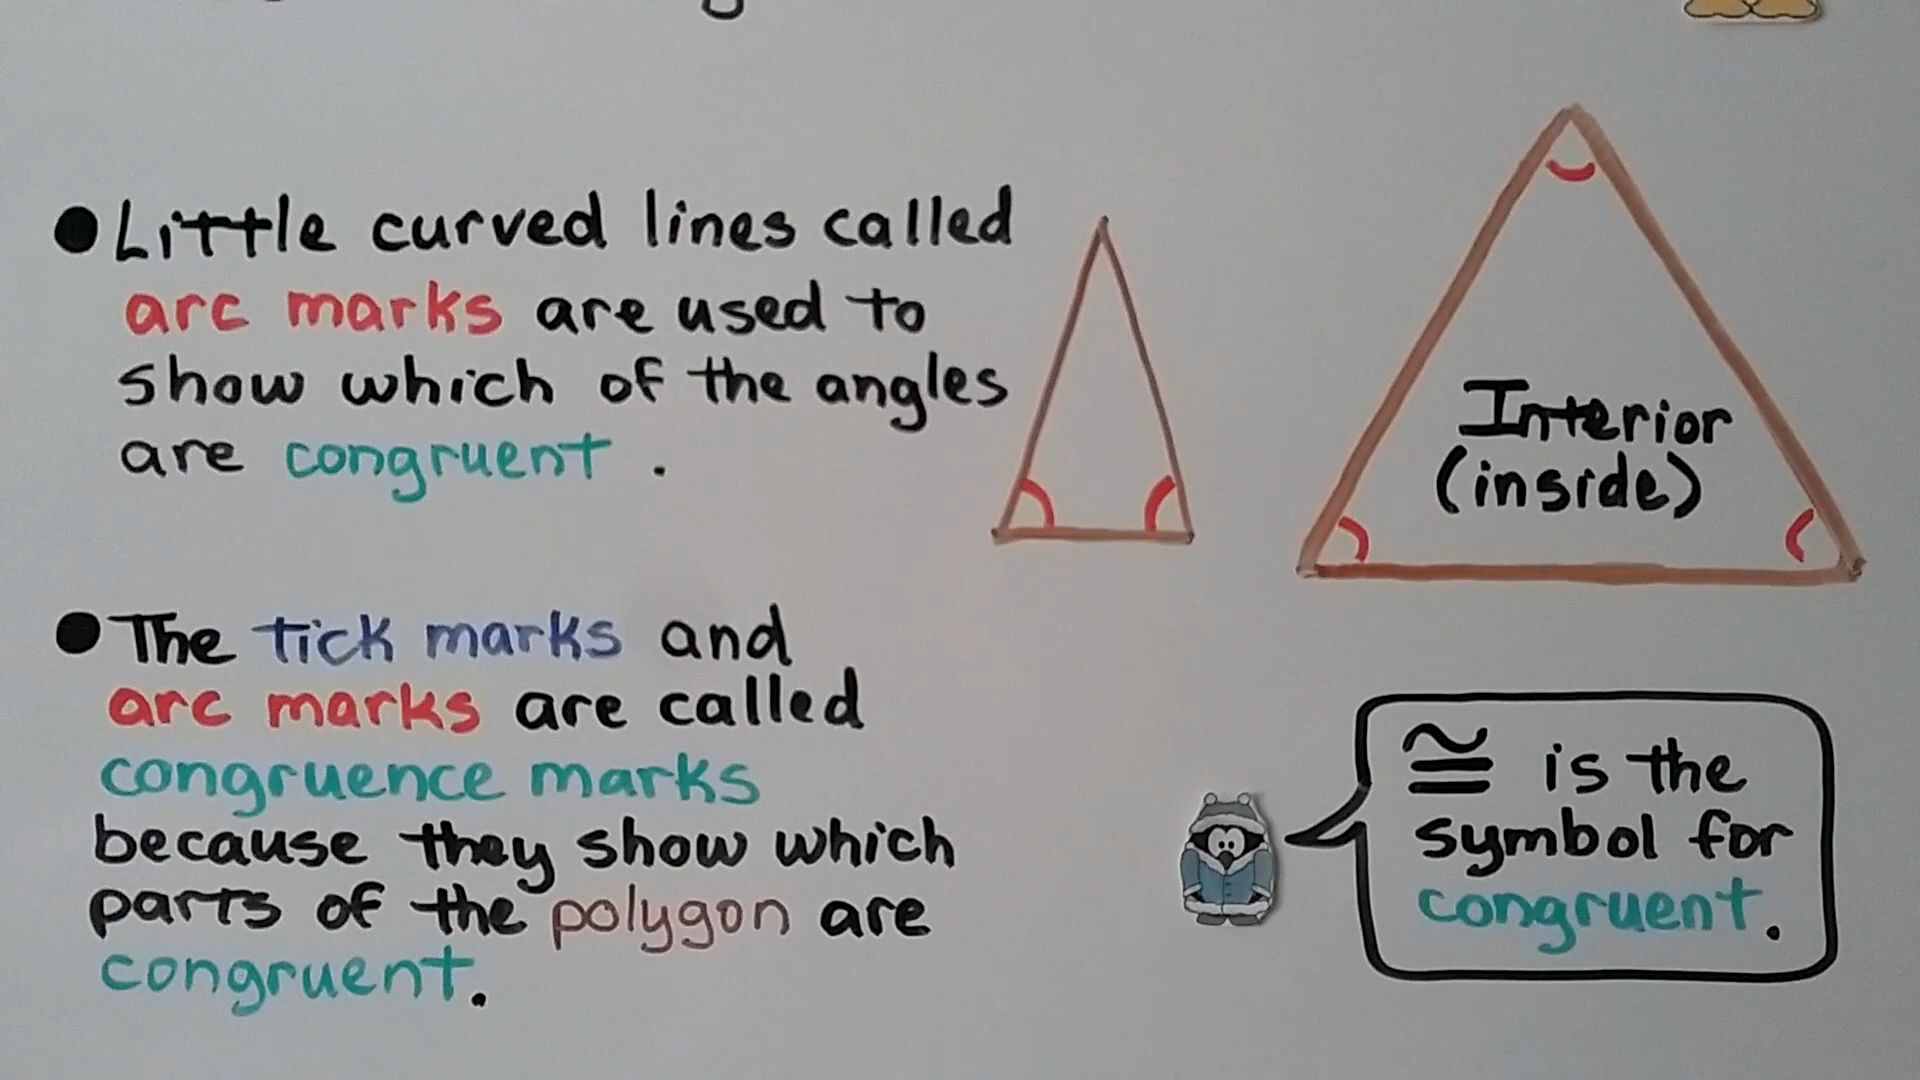 ● Little curved lines called
arc marks are used to
show which of the angles
are congruent.
Interior
(inside)
● The tick marks and
arc marks are called
congruence marks
because they show which
parts of the polygon are
congruent.
≅ is the
symbol for
congruent.